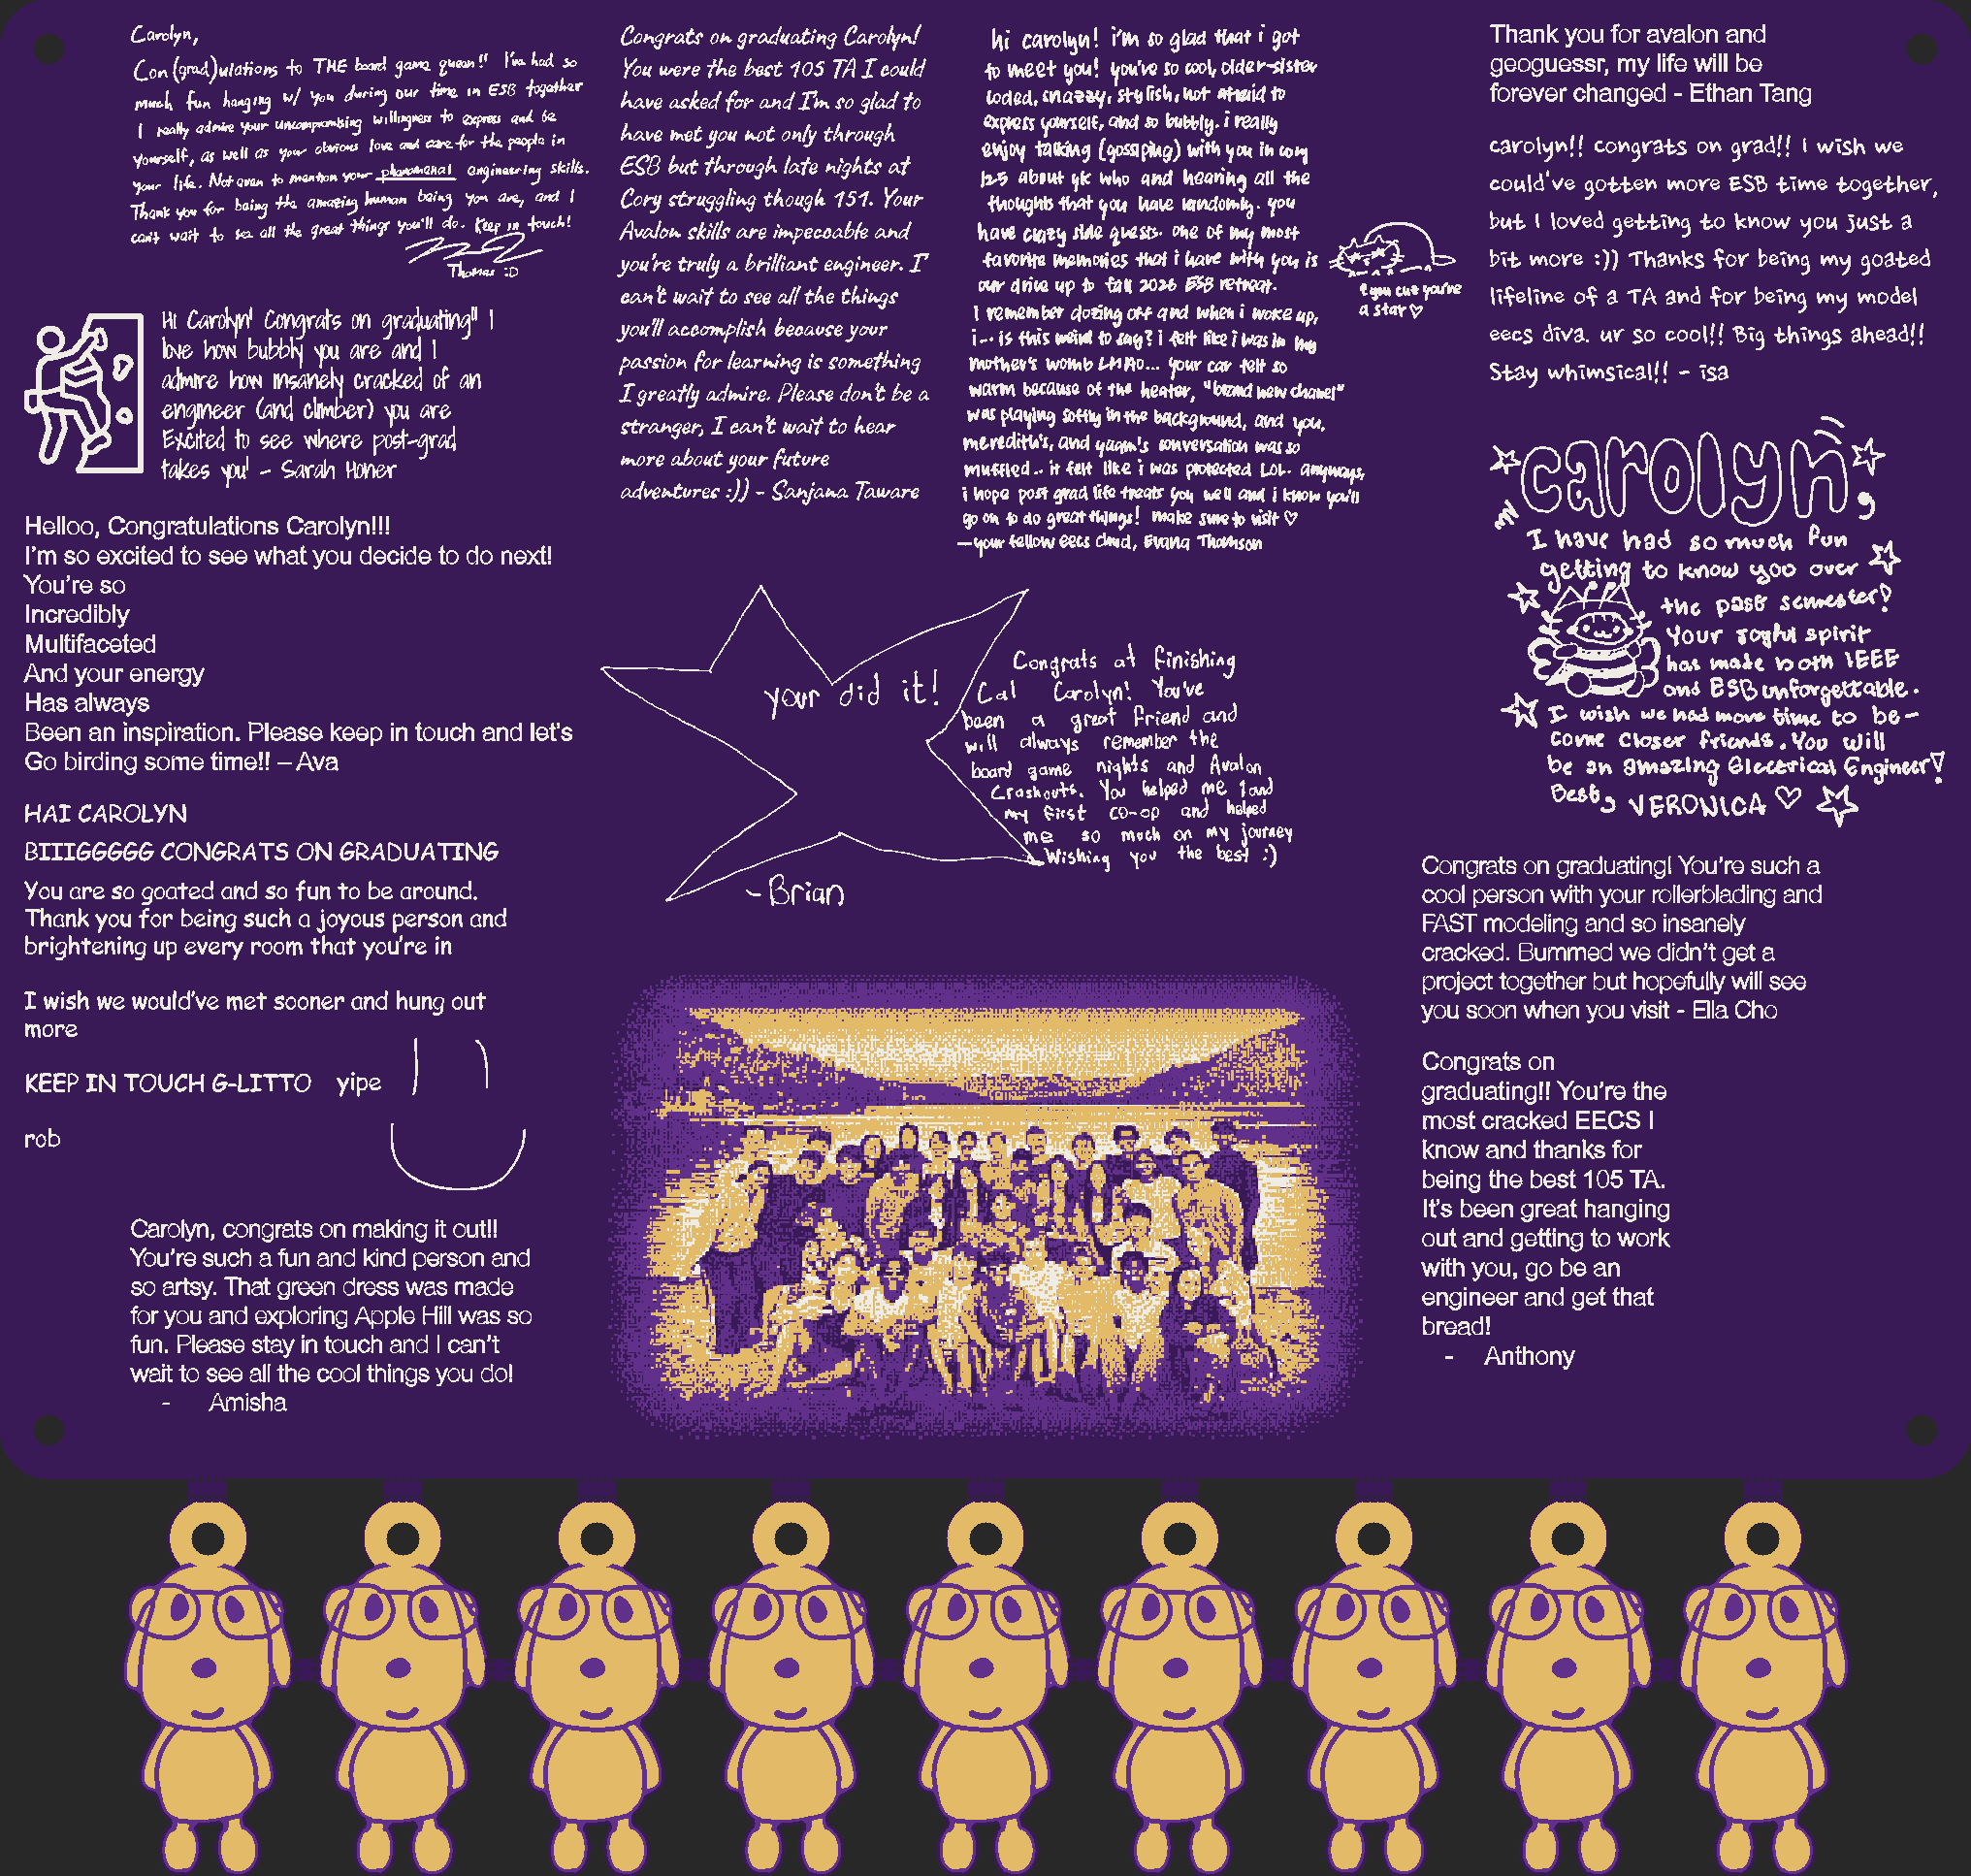 Carolyn,
Con(grad)ulations to THE board game queen!! I've had so
much fun hanging w/ you during our time in ESB together
I really admire your uncompromising willingness to express and be
yourself, as well as your obvious love and care for the people in
your life. Not even to mention your phenomenal engineering skills.
Thank you for being the amazing human being you are, and I
can't wait to see all the great things you'll do. Keep in touch!
Thomas :D
Hi Carolyn! Congrats on graduating!! I
love how bubbly you are and I
admire how insanely cracked of an
engineer (and climber) you are
Excited to see where post-grad
takes you! - Sarah Honer
Helloo, Congratulations Carolyn!!!
I'm so excited to see what you decide to do next!
You're so
Incredibly
Multifaceted
And your energy
Has always
Been an inspiration. Please keep in touch and let's
Go birding some time!! – Ava
HAI CAROLYN
BIIIGGGGG CONGRATS ON GRADUATING
You are so goated and so fun to be around.
Thank you for being such a joyous person and
brightening up every room that you're in
I wish we would've met sooner and hung out
more
KEEP IN TOUCH G-LITTO yipe
rob
Carolyn, congrats on making it out!!
You're such a fun and kind person and
so artsy. That green dress was made
for you and exploring Apple Hill was so
fun. Please stay in touch and I can't
wait to see all the cool things you do!
- Amisha
Congrats on graduating Carolyn!
You were the best 105 TA I could
have asked for and I'm so glad to
have met you not only through
ESB but through late nights at
Cory struggling though 151. Your
Avalon skills are impeccable and
you're truly a brilliant engineer. I
can't wait to see all the things
you'll accomplish because your
passion for learning is something
I greatly admire. Please don't be a
stranger, I can't wait to hear
more about your future
adventures :)) - Sanjana Taware
hi carolyn! i'm so glad that i got
to meet you! you've so cool, older-sister
coded, snazzy, stylish, not afraid to
express yourself, and so bubbly. i really
enjoy talking (gossiping) with you in cory
125 about yk who and hearing all the
thoughts that you have randomly. you
have crazy side quests. one of my most
favorite memories that i have with you is
our drive up to fall 2026 ESB retreat.
I remember dozing off and when i woke up,
i... is this weird to say? i felt like i was in my
mother's womb LMAO... your car felt so
warm because of the heater, "brand new chanel"
was playing softly in the background, and you,
meredith's, and yaqm's conversation was so
muffled.. it felt like i was protected LOL. anyways,
i hope post grad life treats you well and i know you'll
go on to do great things! make sure to visit ♡
—your fellow eecs child, Evana Thomson
you cut you're
a star ♡
your did it!
Congrats at finishing
Cal Carolyn! You've
been a great friend and
will always remember the
board game nights and Avalon
Crashouts. You helped me land
my first co-op and helped
me so much on my journey
Wishing you the best :)
-Brian
Thank you for avalon and
geoguessr, my life will be
forever changed - Ethan Tang
carolyn!! congrats on grad!! I wish we
could've gotten more ESB time together,
but I loved getting to know you just a
bit more :)) Thanks for being my goated
lifeline of a TA and for being my model
eecs diva. ur so cool!! Big things ahead!!
Stay whimsical!! - isa
carolyn,
I have had so much fun
getting to know you over
the past semester!
Your joyful spirit
has made both IEEE
and ESB unforgettable.
I wish we had more time to be-
come closer friends. You will
be an amazing Electrical Engineer!
Best,
VERONICA ♡
Congrats on graduating! You're such a
cool person with your rollerblading and
FAST modeling and so insanely
cracked. Bummed we didn't get a
project together but hopefully will see
you soon when you visit - Ella Cho
Congrats on
graduating!! You're the
most cracked EECS I
know and thanks for
being the best 105 TA.
It's been great hanging
out and getting to work
with you, go be an
engineer and get that
bread!
- Anthony